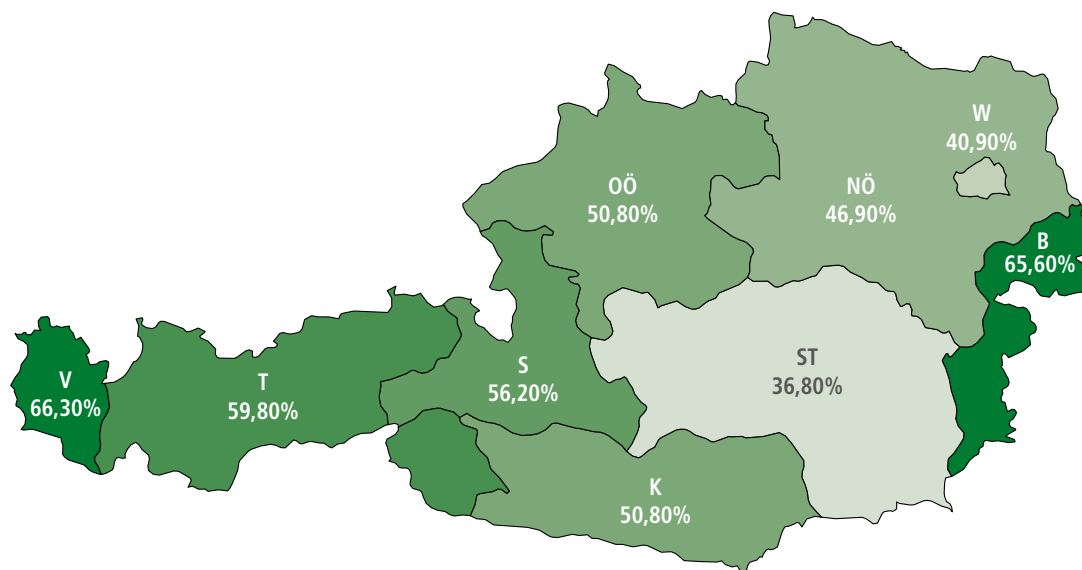 W
40,90%
OÖ
50,80%
NÖ
46,90%
B
65,60%
ST
36,80%
S
56,20%
V
66,30%
T
59,80%
K
50,80%